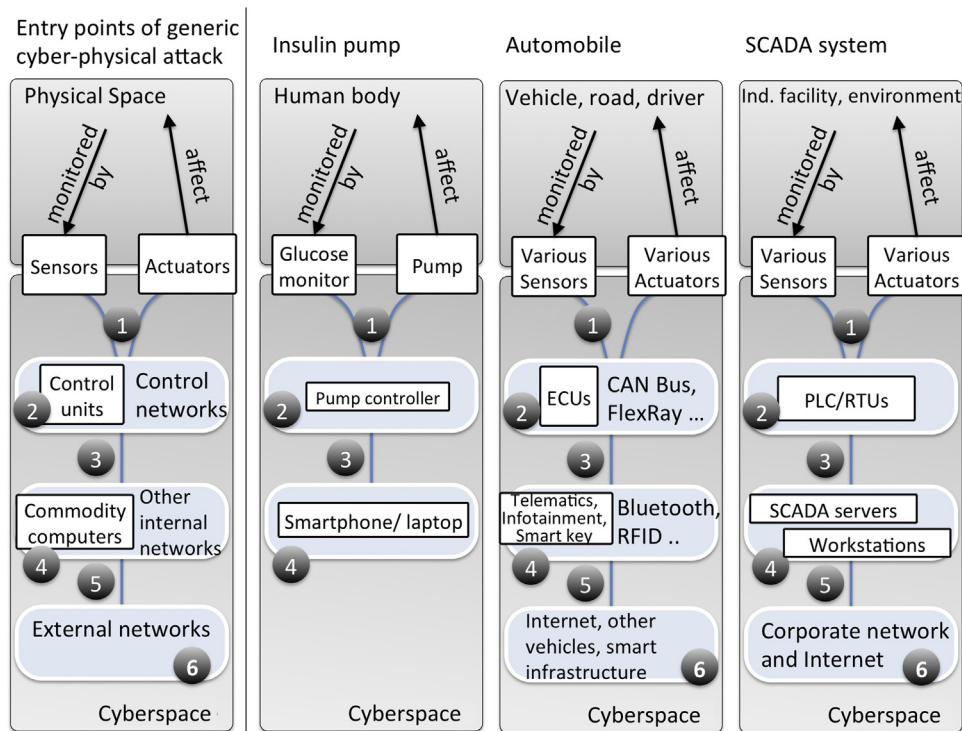 Entry points of generic
cyber-physical attack
Physical Space
monitored
by
affect
Sensors
Actuators
1
Control
units
Control
networks
2
3
Commodity
computers
Other
internal
networks
4
5
External networks
6
Cyberspace
Insulin pump
Human body
monitored
by
affect
Glucose
monitor
Pump
1
Pump controller
2
3
Smartphone/ laptop
4
Cyberspace
Automobile
Vehicle, road, driver
monitored
by
affect
Various
Sensors
Various
Actuators
1
ECUs
CAN Bus,
FlexRay ...
2
3
Telematics,
Infotainment,
Smart key
Bluetooth,
RFID ..
4
5
Internet, other
vehicles, smart
infrastructure
6
Cyberspace
SCADA system
Ind. facility, environment
monitored
by
affect
Various
Sensors
Various
Actuators
1
PLC/RTUs
2
3
SCADA servers
Workstations
4
5
Corporate network
and Internet
6
Cyberspace